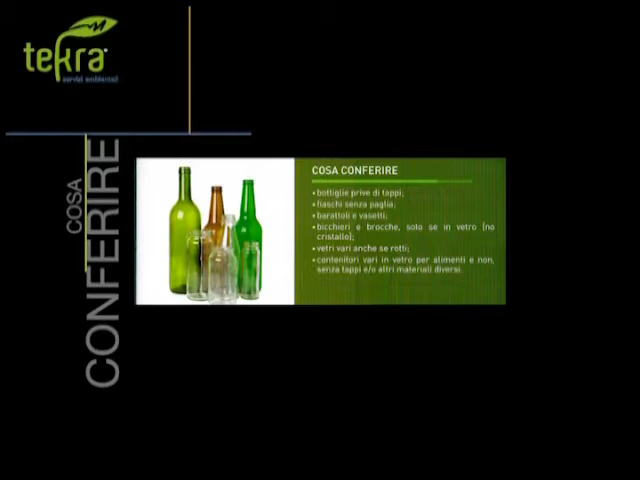 tekra
servizi ambientali
COSA
CONFERIRE
COSA CONFERIRE
• bottiglie prive di tappi;
• fiaschi senza paglia;
• barattoli e vasetti;
• bicchieri e brocche, solo se in vetro (no
cristallo);
• vetri vari anche se rotti;
• contenitori vari in vetro per alimenti e non,
senza tappi e/o altri materiali diversi.